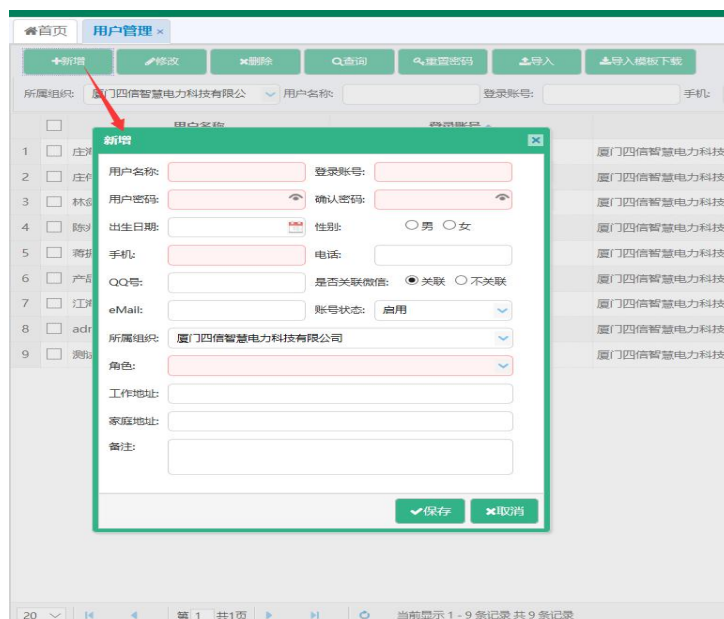 首页 用户管理 ×
新增 修改 删除 查询 重置密码 导入 导入模板下载
所属组织: 厦门四信智慧电力科技有限公 用户名称: 登录账号: 手机:
用户名称 登录账号
新增
1 庄 厦门四信智慧电力科技
用户名称: 登录账号:
2 庄 厦门四信智慧电力科技
用户密码: 确认密码:
3 林 厦门四信智慧电力科技
出生日期: 性别: 男 女
4 厦门四信智慧电力科技
手机: 电话:
5 厦门四信智慧电力科技
QQ号: 是否关联微信: 关联 不关联
6 产品 厦门四信智慧电力科技
eMail: 账号状态: 启用
7 江 厦门四信智慧电力科技
8 adr 厦门四信智慧电力科技
所属组织: 厦门四信智慧电力科技有限公司
9 测 厦门四信智慧电力科技
角色:
工作地址:
家庭地址:
备注:
保存 取消
20 第 1 共1页 当前显示 1 - 9 条记录 共 9 条记录